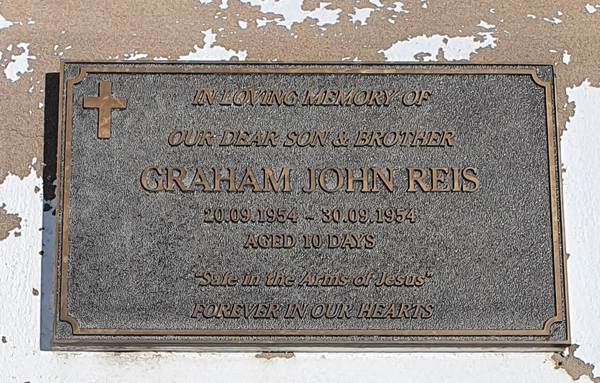 IN LOVING MEMORY OF
OUR DEAR SON & BROTHER
GRAHAM JOHN REIS
20.09.1954 - 30.09.1954
AGED 10 DAYS
"Safe in the Arms of Jesus"
FOREVER IN OUR HEARTS